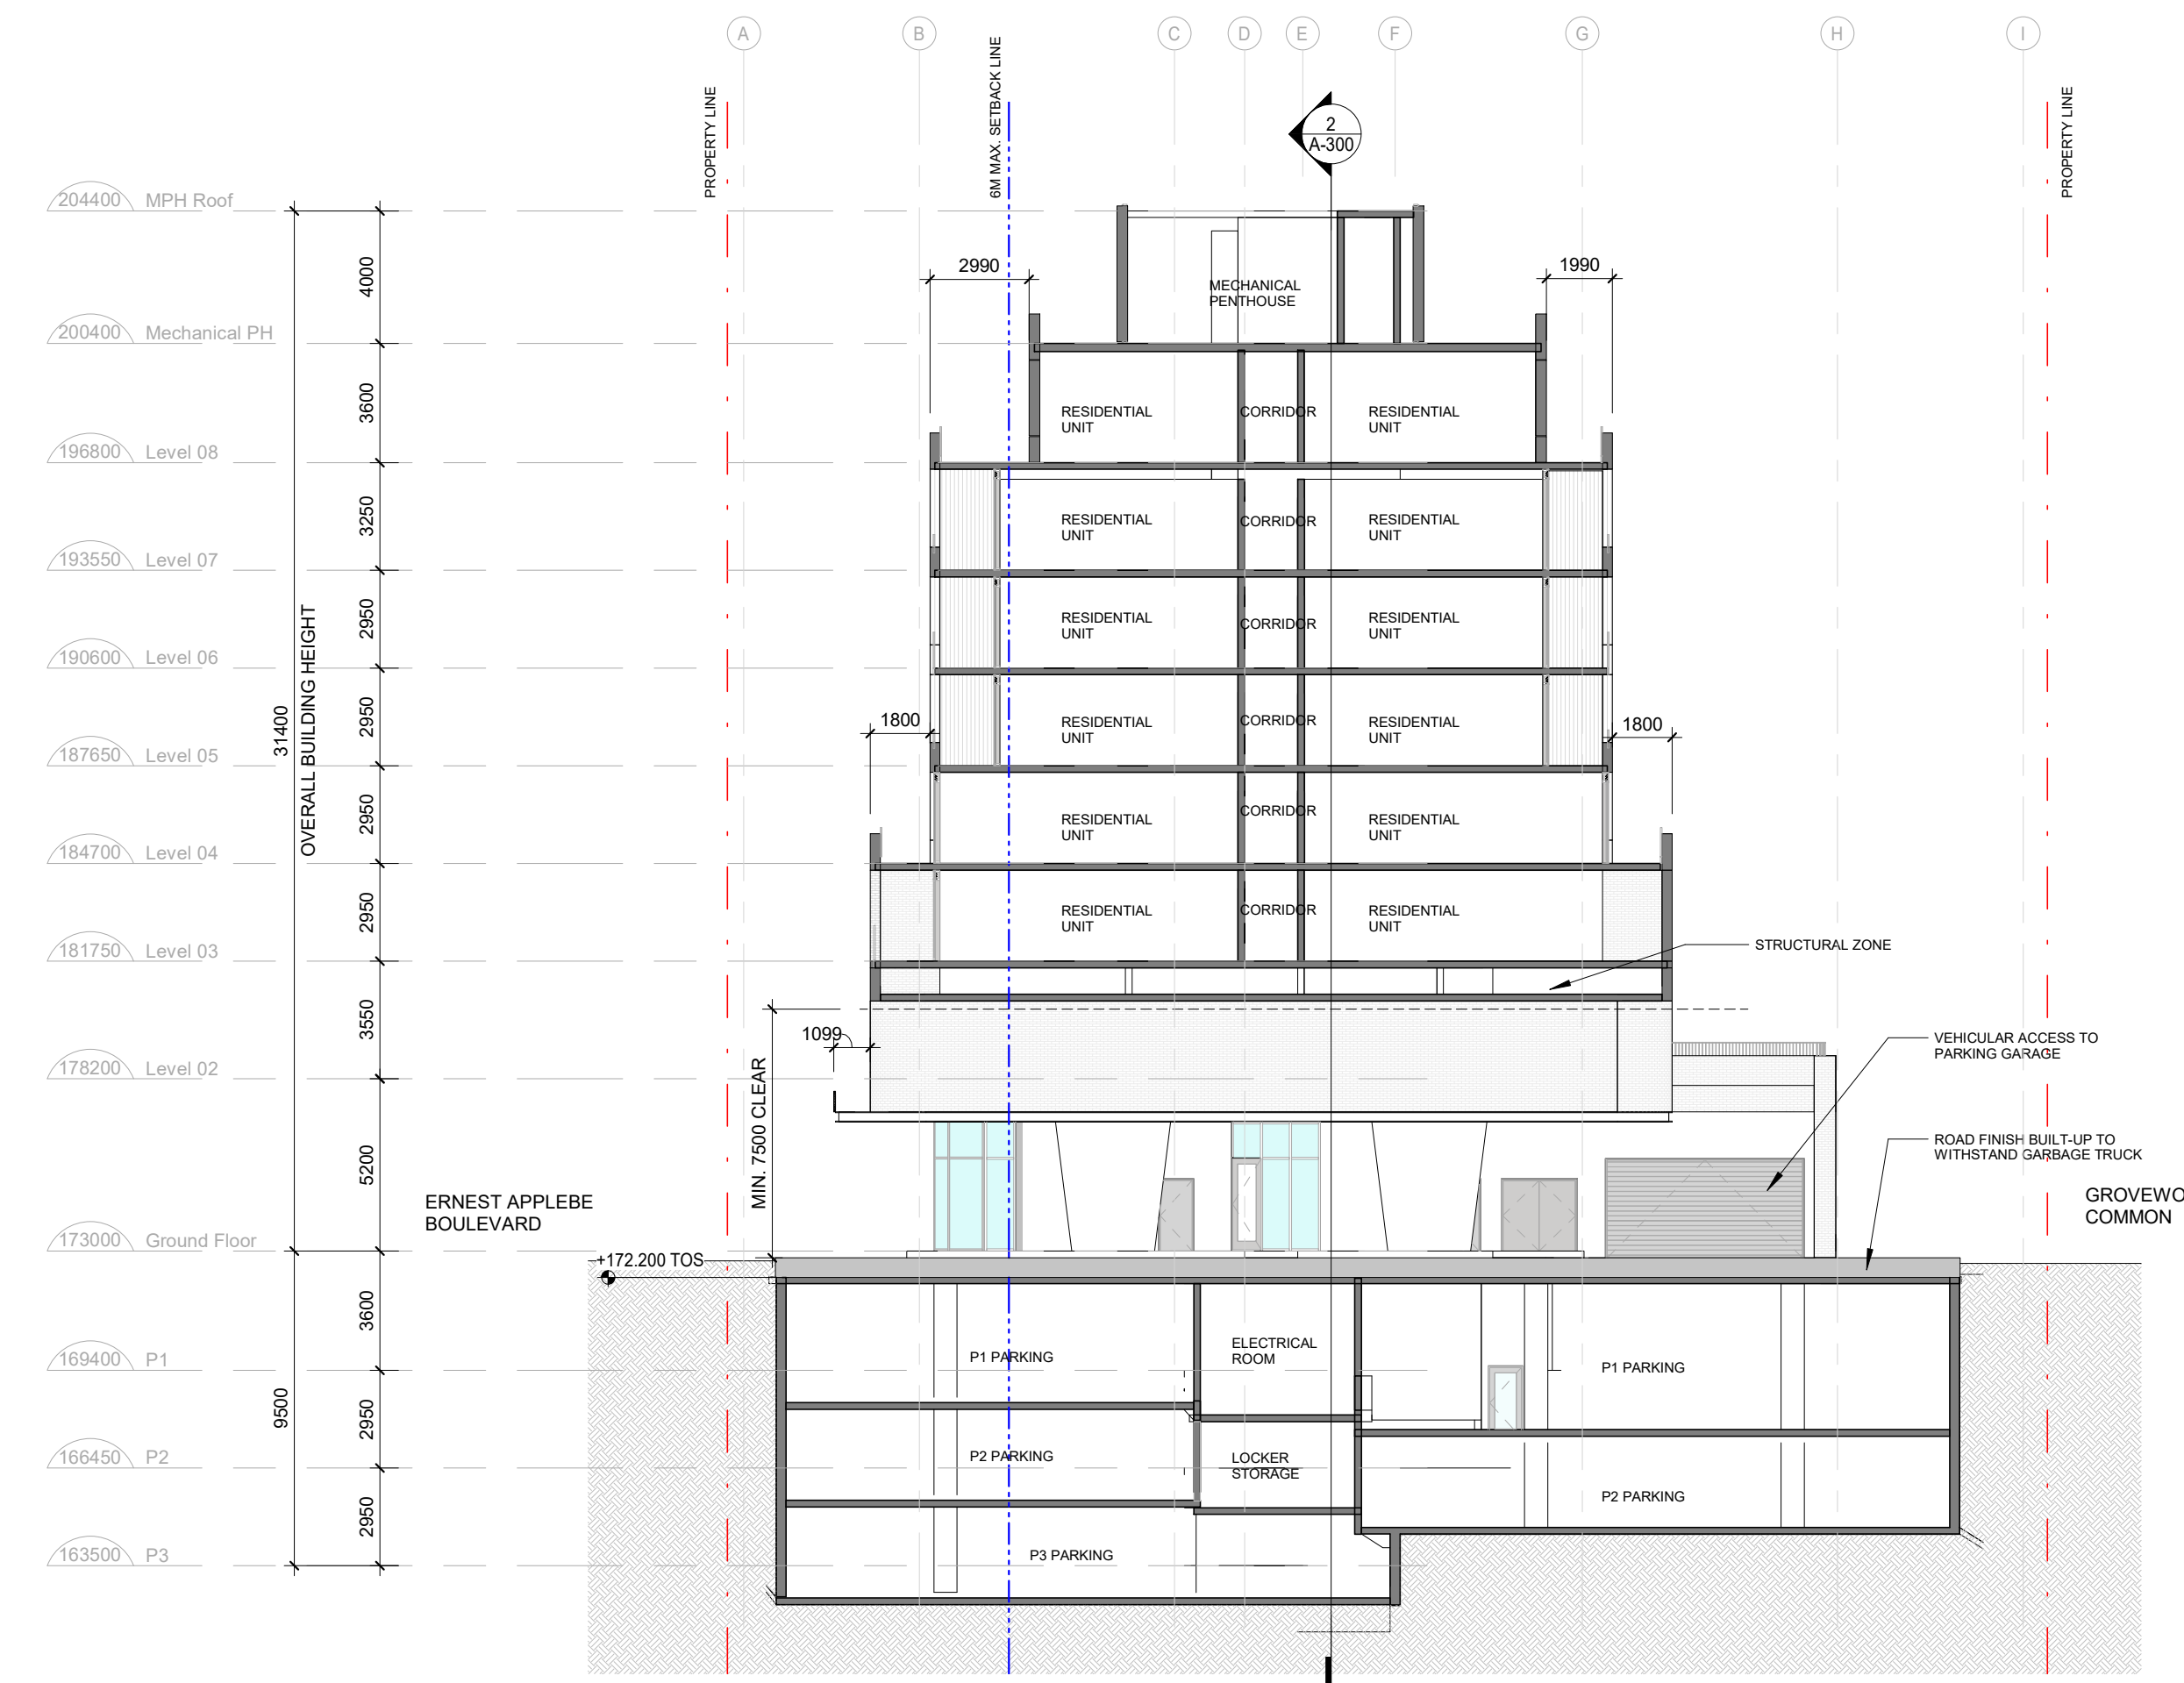 A
B
C
D
E
F
G
H
I
PROPERTY LINE
6M MAX. SETBACK LINE
PROPERTY LINE
2
A-300
204400 MPH Roof
4000
2990
1990
MECHANICAL
PENTHOUSE
200400 Mechanical PH
3600
RESIDENTIAL
UNIT
CORRIDOR
RESIDENTIAL
UNIT
196800 Level 08
3250
RESIDENTIAL
UNIT
CORRIDOR
RESIDENTIAL
UNIT
193550 Level 07
2950
RESIDENTIAL
UNIT
CORRIDOR
RESIDENTIAL
UNIT
190600 Level 06
31400
OVERALL BUILDING HEIGHT
2950
1800
RESIDENTIAL
UNIT
CORRIDOR
RESIDENTIAL
UNIT
1800
187650 Level 05
2950
RESIDENTIAL
UNIT
CORRIDOR
RESIDENTIAL
UNIT
184700 Level 04
2950
RESIDENTIAL
UNIT
CORRIDOR
RESIDENTIAL
UNIT
181750 Level 03
STRUCTURAL ZONE
3550
1099
VEHICULAR ACCESS TO
PARKING GARAGE
178200 Level 02
MIN. 7500 CLEAR
5200
ROAD FINISH BUILT-UP TO
WITHSTAND GARBAGE TRUCK
ERNEST APPLEBE
BOULEVARD
GROVEWO
COMMON
173000 Ground Floor
+172.200 TOS
3600
P1 PARKING
ELECTRICAL
ROOM
P1 PARKING
169400 P1
9500
2950
P2 PARKING
LOCKER
STORAGE
166450 P2
P2 PARKING
2950
P3 PARKING
163500 P3